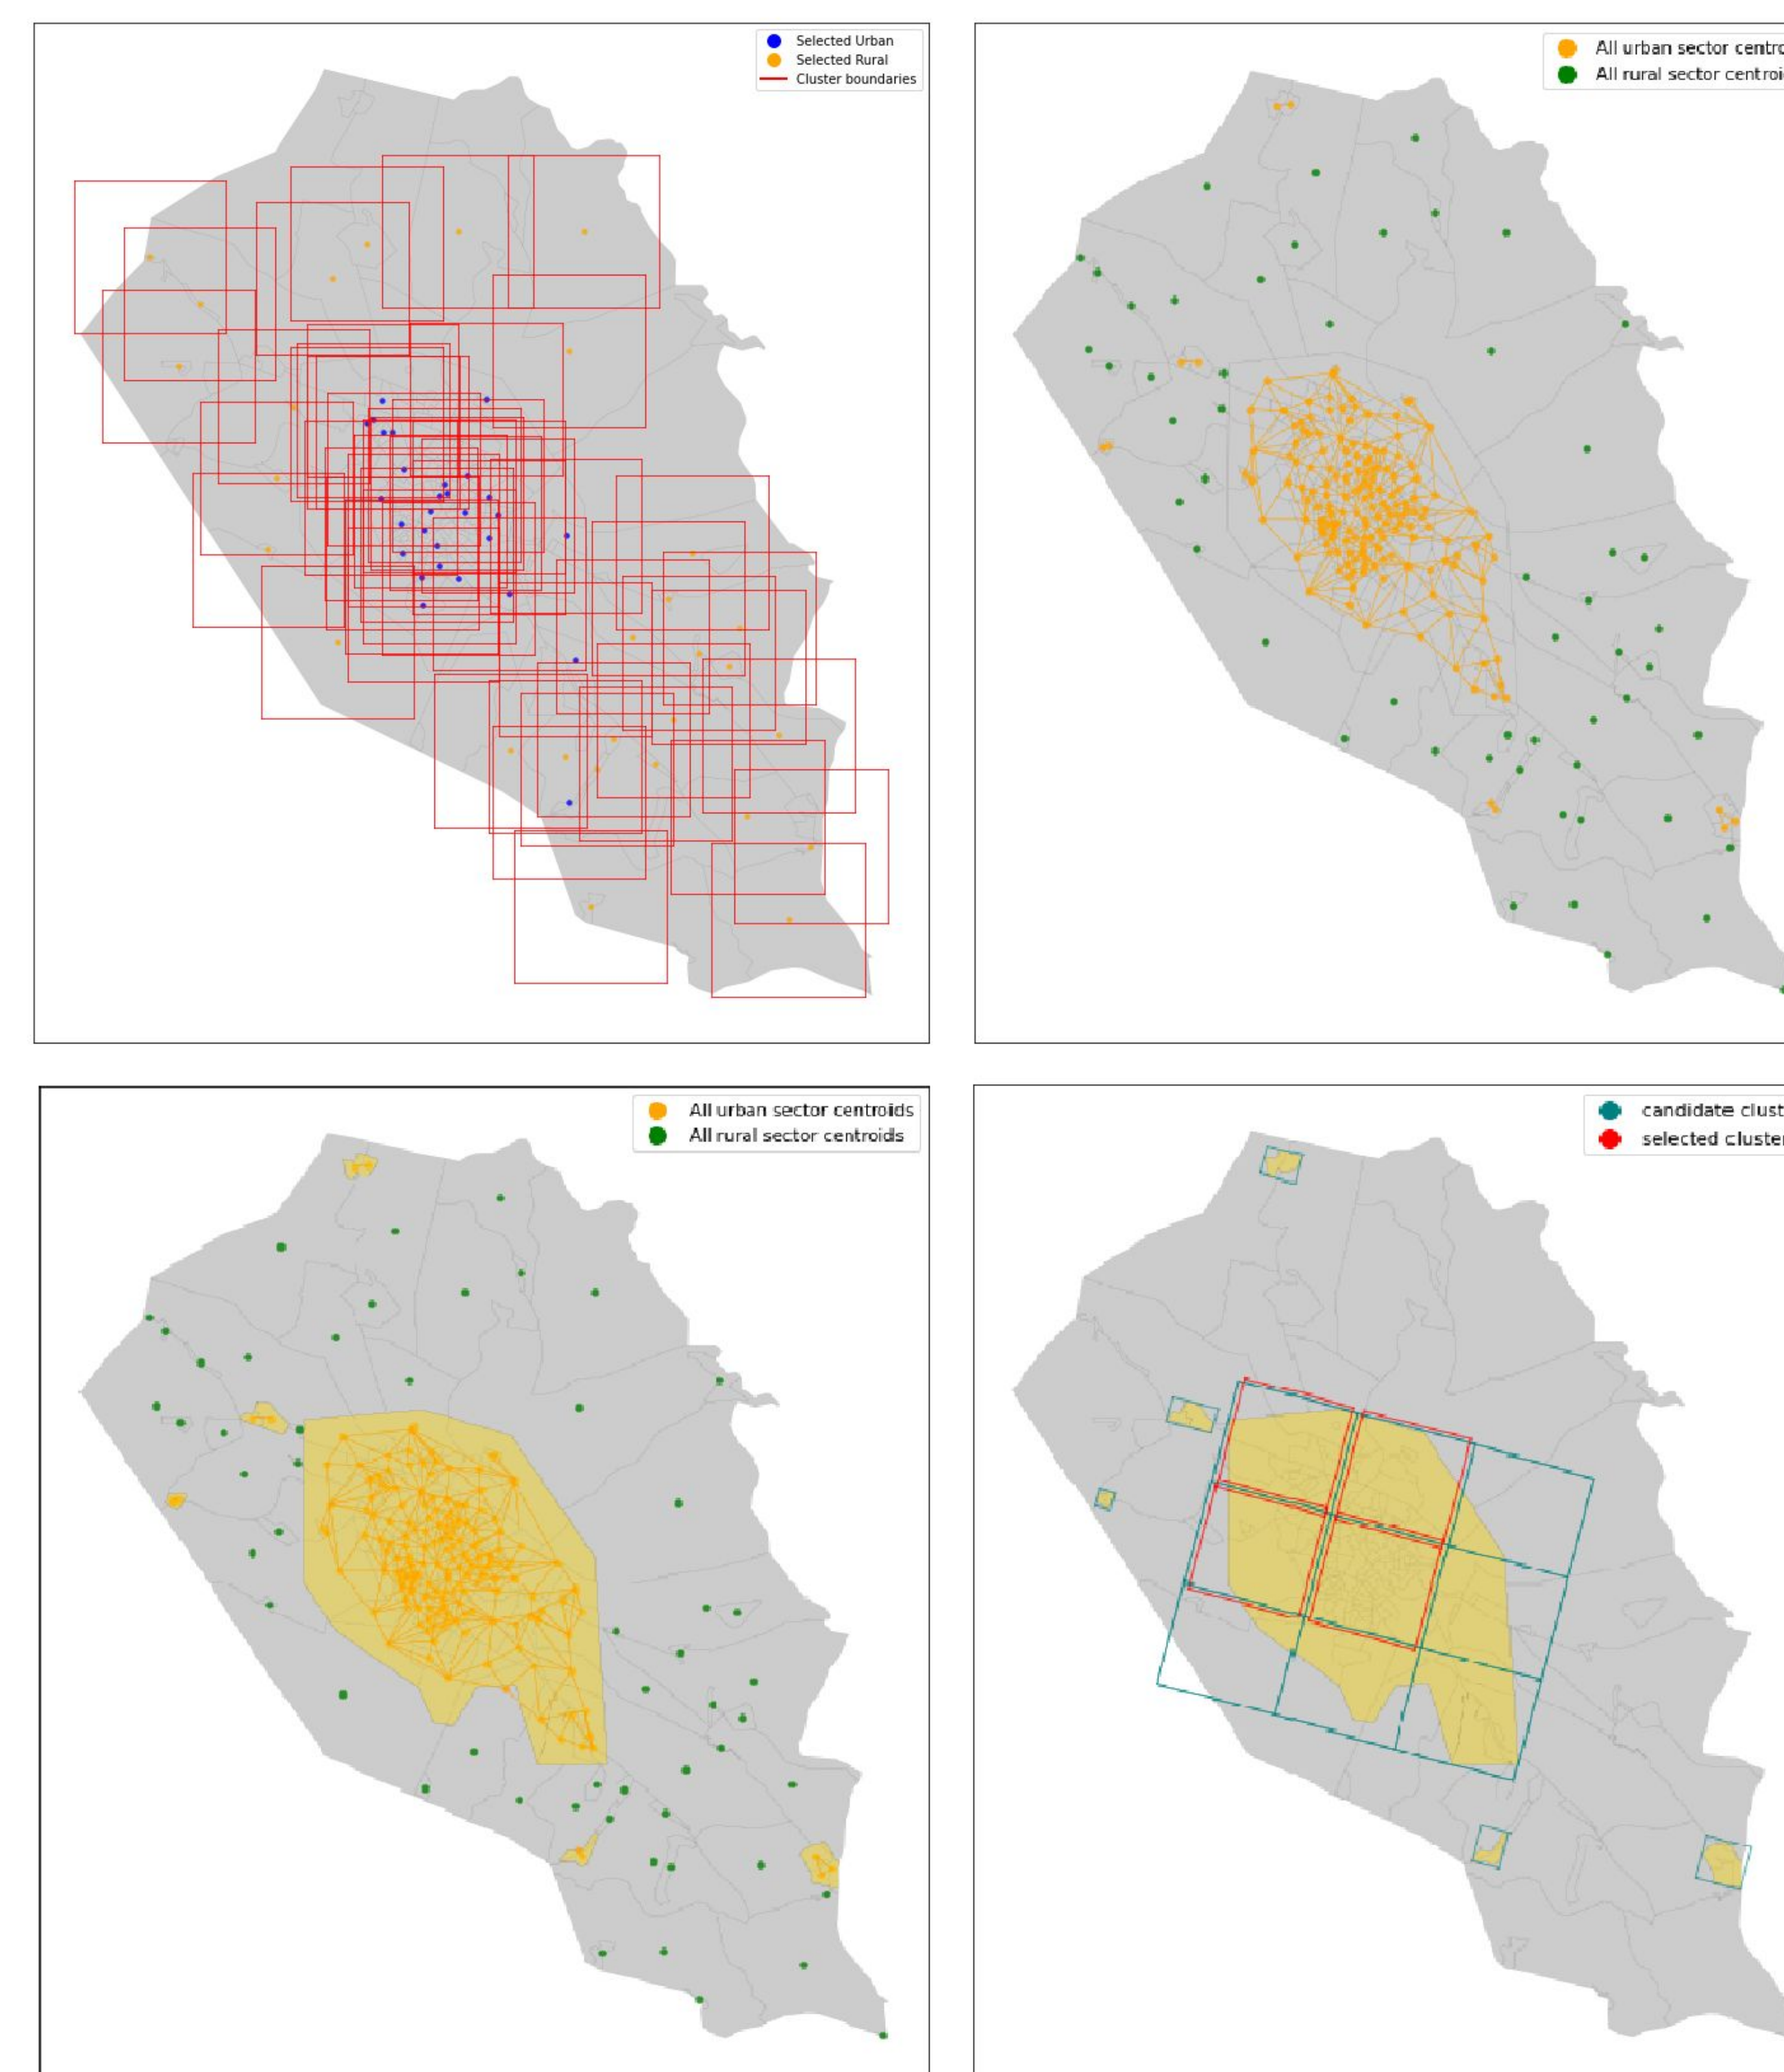 Selected Urban
Selected Rural
Cluster boundaries
All urban sector centro
All rural sector centroi
All urban sector centroids
All rural sector centroids
candidate clust
selected cluster